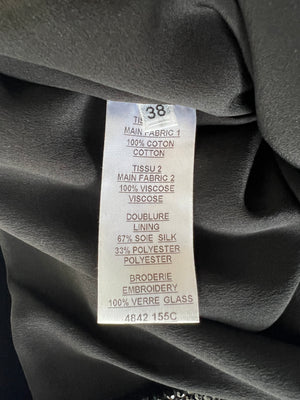 38
MAIN FABRIC 1
100% COTON
COTTON
TISSU 2
MAIN FABRIC 2
100% VISCOSE
VISCOSE
DOUBLURE
LINING
67% SOIE SILK
33% POLYESTER
POLYESTER
BRODERIE
EMBROIDERY
100% VERRE GLASS
4842 155C